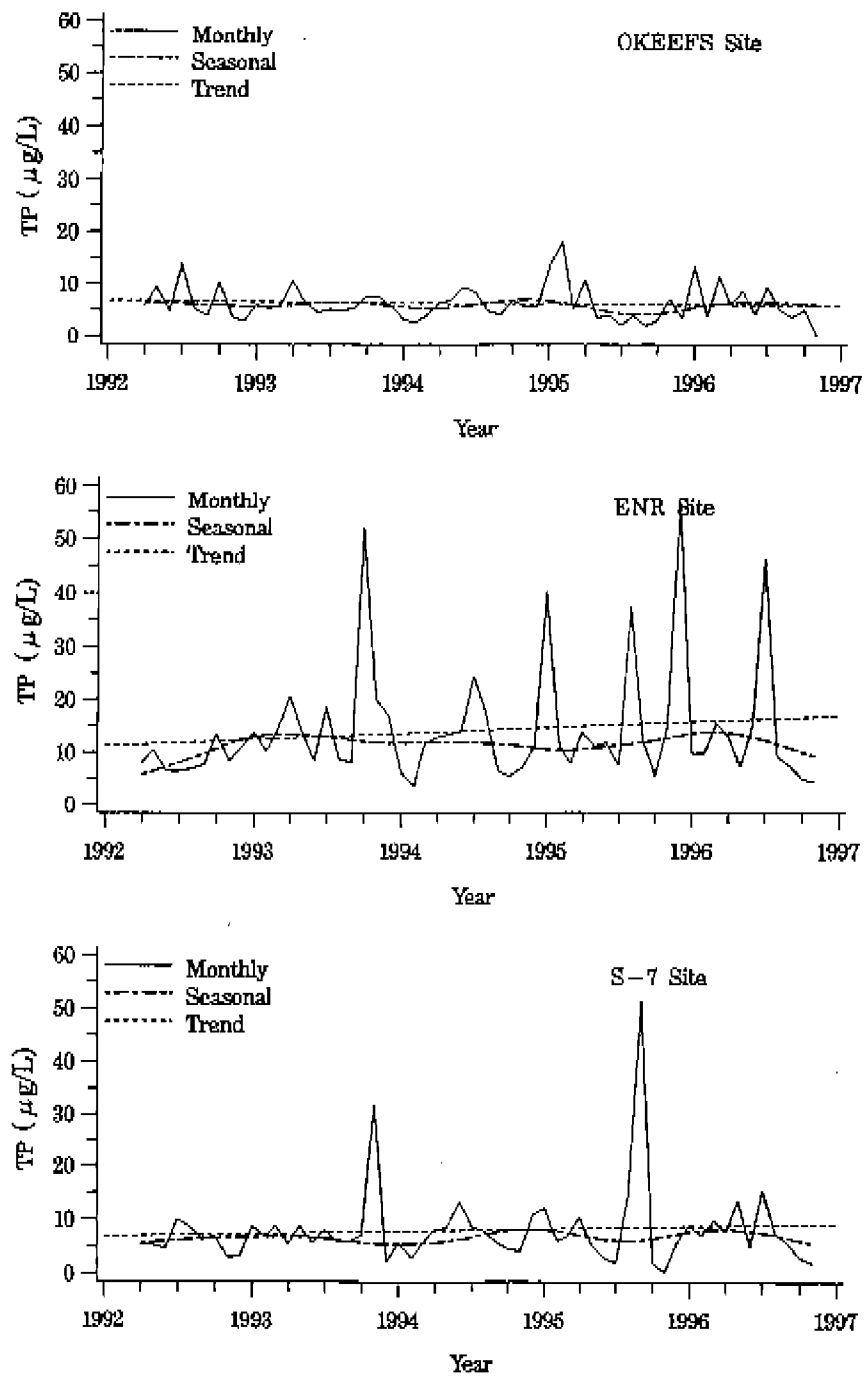 60
Monthly
OKEEFS Site
Seasonal
50
Trend
40
TP (μg/L)
30
20
10
0
1992 1993 1994 1995 1996 1997
Year
60
Monthly
ENR Site
Seasonal
50
Trend
40
TP (μg/L)
30
20
10
0
1992 1993 1994 1995 1996 1997
Year
60
Monthly
S-7 Site
Seasonal
50
Trend
40
TP (μg/L)
30
20
10
0
1992 1993 1994 1995 1996 1997
Year